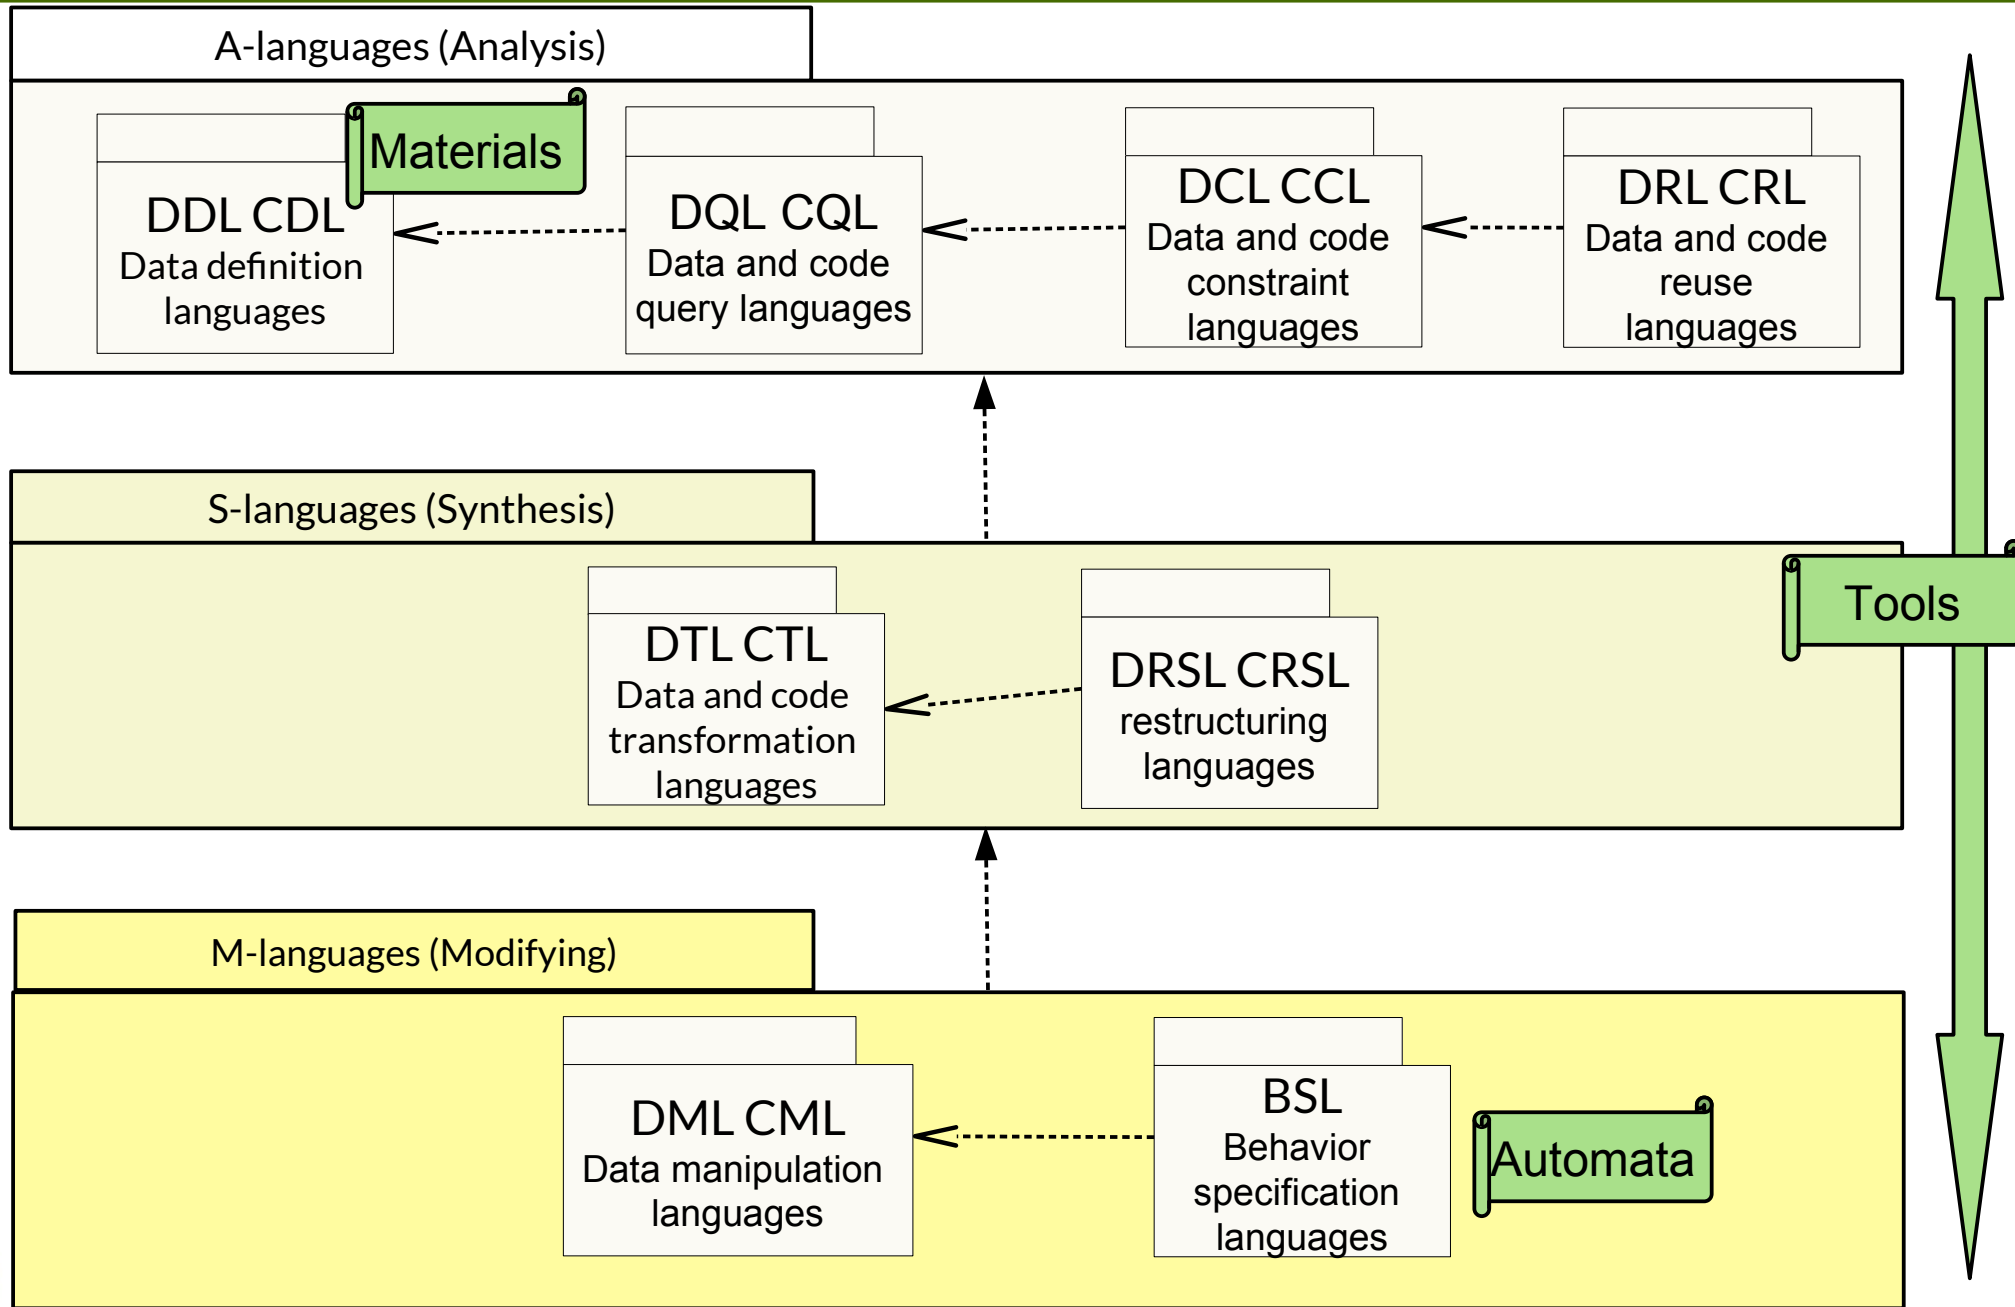 A-languages (Analysis)
Materials
DDL CDL
Data definition
languages
DQL CQL
Data and code
query languages
DCL CCL
Data and code
constraint
languages
DRL CRL
Data and code
reuse
languages
S-languages (Synthesis)
Tools
DTL CTL
Data and code
transformation
languages
DRSL CRSL
restructuring
languages
M-languages (Modifying)
DML CML
Data manipulation
languages
BSL
Behavior
specification
languages
Automata